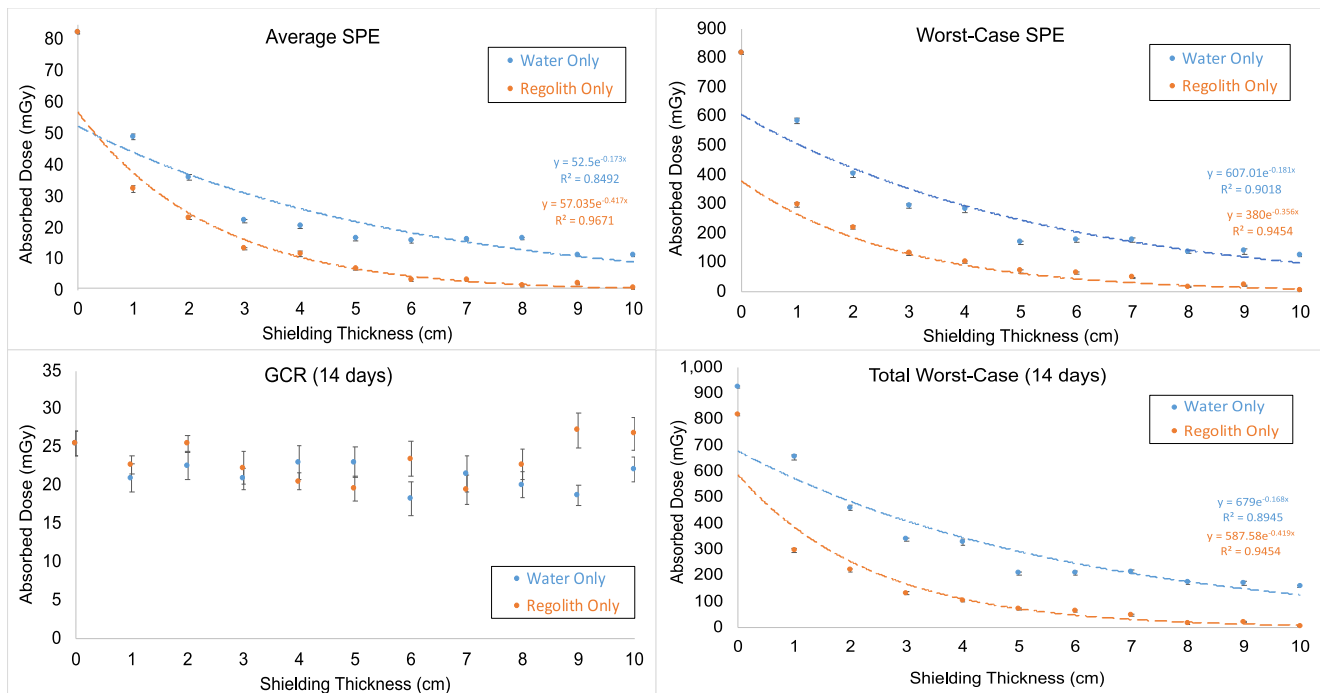 Average SPE
Absorbed Dose (mGy)
80
70
60
50
40
30
20
10
0
Water Only
Regolith Only
y = 52.5e^-0.173x
R² = 0.8492
y = 57.035e^-0.417x
R² = 0.9671
0 1 2 3 4 5 6 7 8 9 10
Shielding Thickness (cm)
Worst-Case SPE
Absorbed Dose (mGy)
900
800
700
600
500
400
300
200
100
0
Water Only
Regolith Only
y = 607.01e^-0.181x
R² = 0.9018
y = 380e^-0.356x
R² = 0.9454
0 1 2 3 4 5 6 7 8 9 10
Shielding Thickness (cm)
GCR (14 days)
Absorbed Dose (mGy)
35
30
25
20
15
10
5
0
Water Only
Regolith Only
0 1 2 3 4 5 6 7 8 9 10
Shielding Thickness (cm)
Total Worst-Case (14 days)
Absorbed Dose (mGy)
1,000
900
800
700
600
500
400
300
200
100
0
Water Only
Regolith Only
y = 679e^-0.168x
R² = 0.8945
y = 587.58e^-0.419x
R² = 0.9454
0 1 2 3 4 5 6 7 8 9 10
Shielding Thickness (cm)